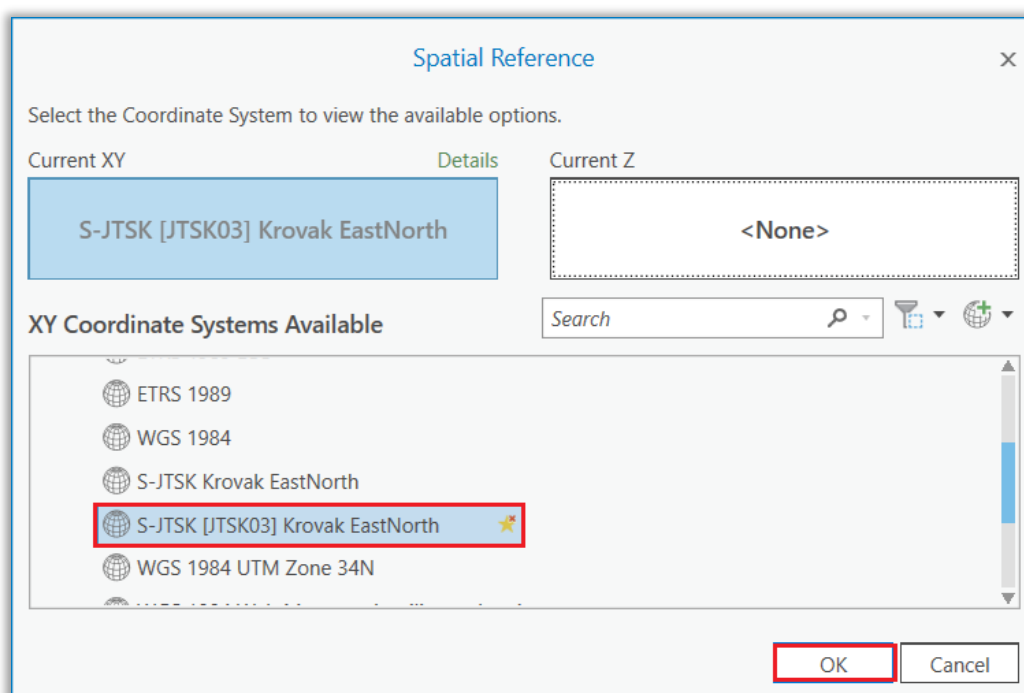 Spatial Reference
Select the Coordinate System to view the available options.
Current XY
Details
Current Z
S-JTSK [JTSK03] Krovak EastNorth
<None>
XY Coordinate Systems Available
Search
ETRS 1989
WGS 1984
S-JTSK Krovak EastNorth
S-JTSK [JTSK03] Krovak EastNorth
WGS 1984 UTM Zone 34N
OK
Cancel